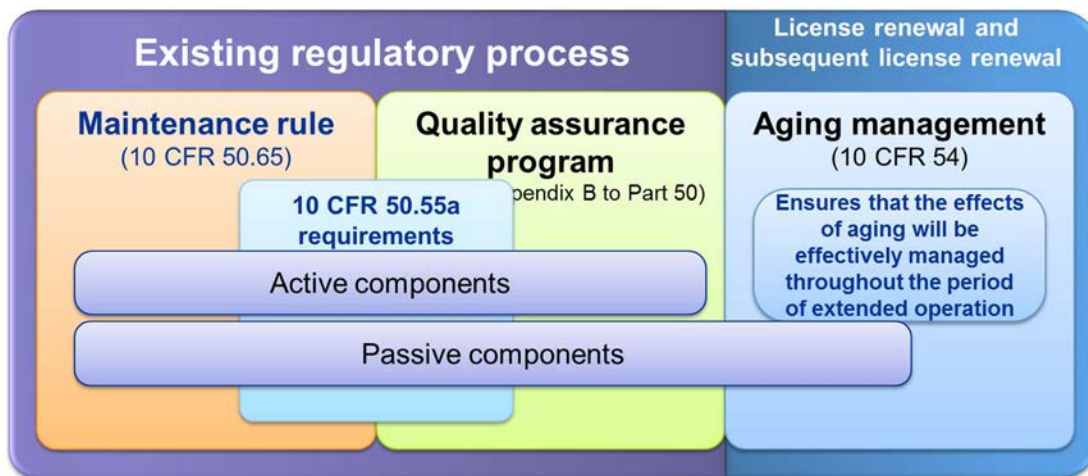 Existing regulatory process
License renewal and
subsequent license renewal
Maintenance rule
(10 CFR 50.65)
Quality assurance
program
pendix B to Part 50)
10 CFR 50.55a
requirements
Aging management
(10 CFR 54)
Ensures that the effects
of aging will be
effectively managed
throughout the period
of extended operation
Active components
Passive components